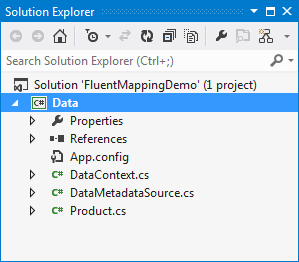 Solution Explorer
Search Solution Explorer (Ctrl+;)
Solution 'FluentMappingDemo' (1 project)
C# Data
Properties
References
App.config
C# DataContext.cs
C# DataMetadataSource.cs
C# Product.cs